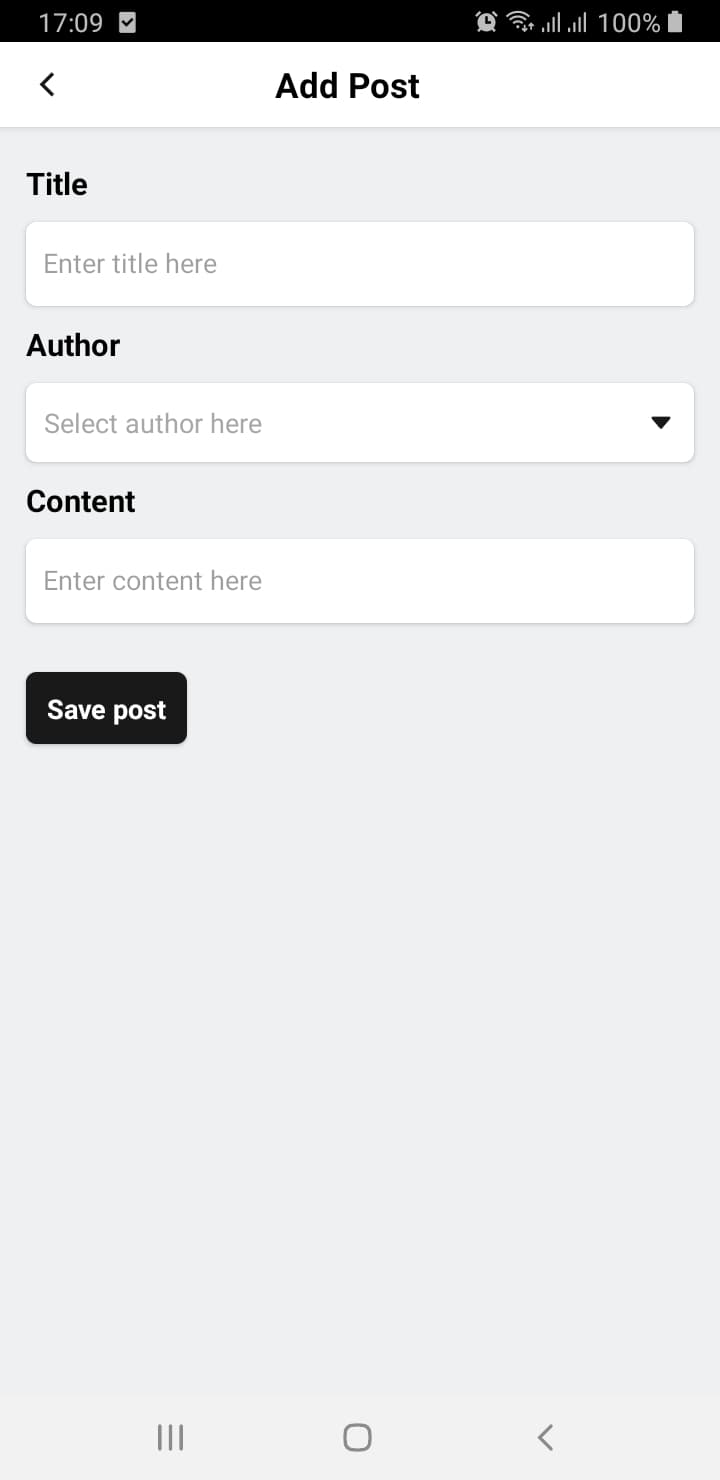 17:09 100%
Add Post
Title
Enter title here
Author
Select author here
Content
Enter content here
Save post